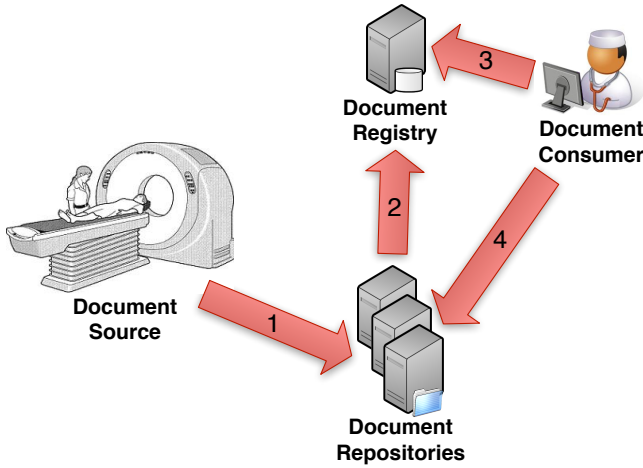 3
Document
Registry
Document
Consumer
2
4
Document
Source
1
Document
Repositories